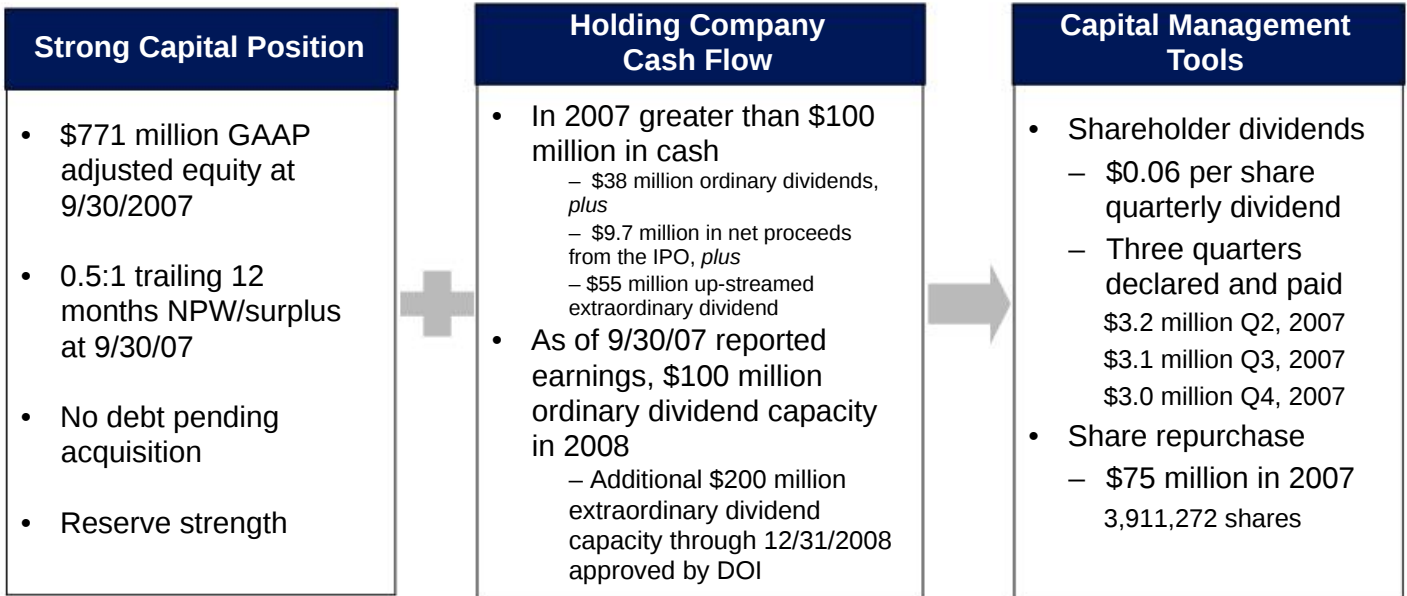 Strong Capital Position
• $771 million GAAP
adjusted equity at
9/30/2007
• 0.5:1 trailing 12
months NPW/surplus
at 9/30/07
• No debt pending
acquisition
• Reserve strength
Holding Company
Cash Flow
• In 2007 greater than $100
million in cash
– $38 million ordinary dividends,
plus
– $9.7 million in net proceeds
from the IPO, plus
– $55 million up-streamed
extraordinary dividend
• As of 9/30/07 reported
earnings, $100 million
ordinary dividend capacity
in 2008
– Additional $200 million
extraordinary dividend
capacity through 12/31/2008
approved by DOI
Capital Management
Tools
• Shareholder dividends
– $0.06 per share
quarterly dividend
– Three quarters
declared and paid
$3.2 million Q2, 2007
$3.1 million Q3, 2007
$3.0 million Q4, 2007
• Share repurchase
– $75 million in 2007
3,911,272 shares